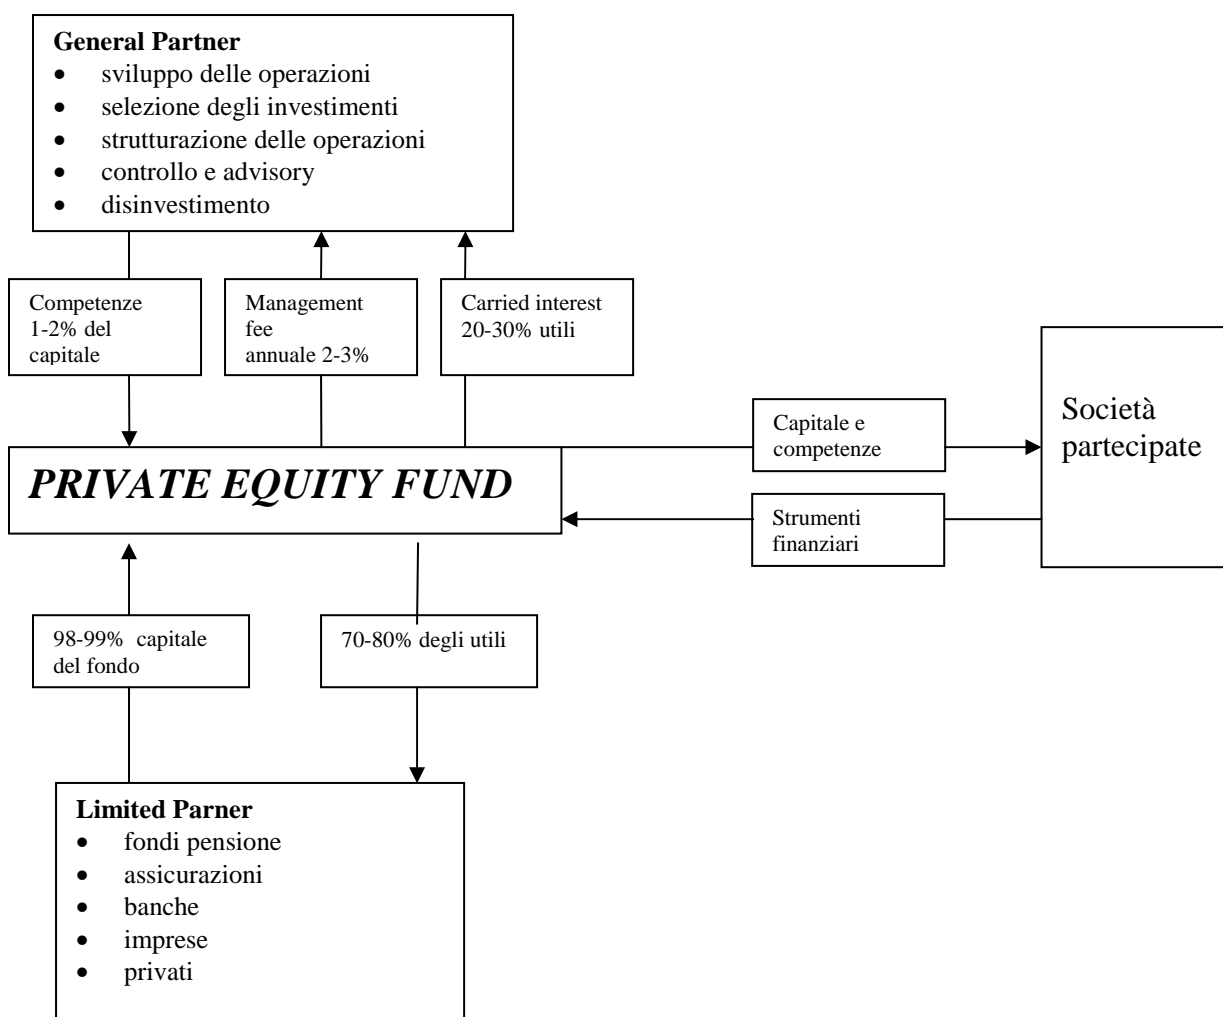 General Partner
• sviluppo delle operazioni
• selezione degli investimenti
• strutturazione delle operazioni
• controllo e advisory
• disinvestimento
Competenze
1-2% del
capitale
Management
fee
annuale 2-3%
Carried interest
20-30% utili
Capitale e
competenze
Società
partecipate
PRIVATE EQUITY FUND
Strumenti
finanziari
98-99% capitale
del fondo
70-80% degli utili
Limited Parner
• fondi pensione
• assicurazioni
• banche
• imprese
• privati